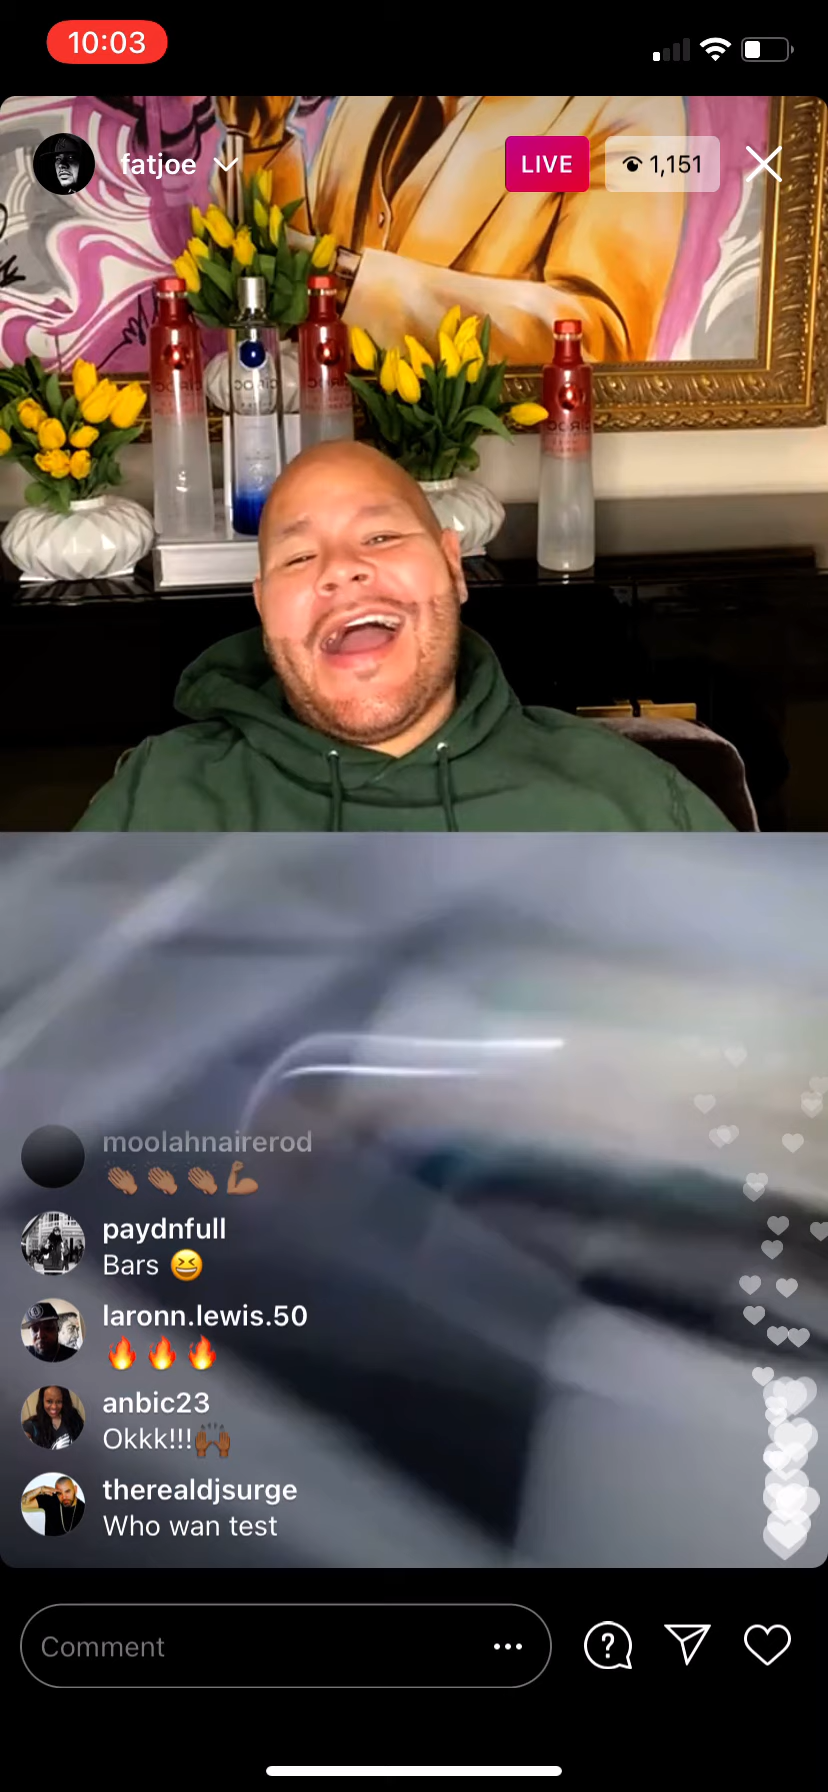 10:03
fatjoe
LIVE
1,151
moolahnairerod
👏🏽👏🏽👏🏽💪🏽
paydnfull
Bars 😆
laronn.lewis.50
🔥🔥🔥
anbic23
Okkk!!!🙌🏾
therealdjsurge
Who wan test
Comment